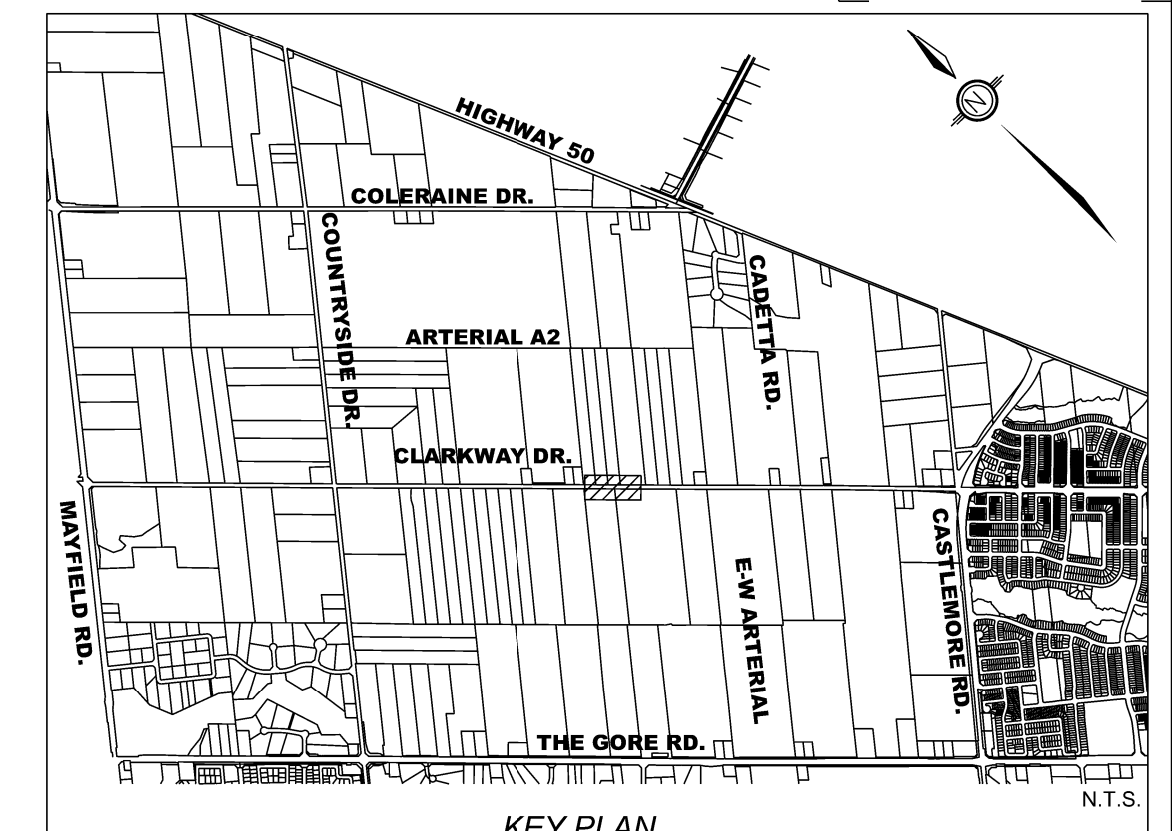 N
HIGHWAY 50
COLERAINE DR.
COUNTRYSIDE DR.
CADETTA RD.
ARTERIAL A2
CLARKWAY DR.
MAYFIELD RD.
CASTLEMORE RD.
E-W ARTERIAL
THE GORE RD.
N.T.S.
KEY PLAN